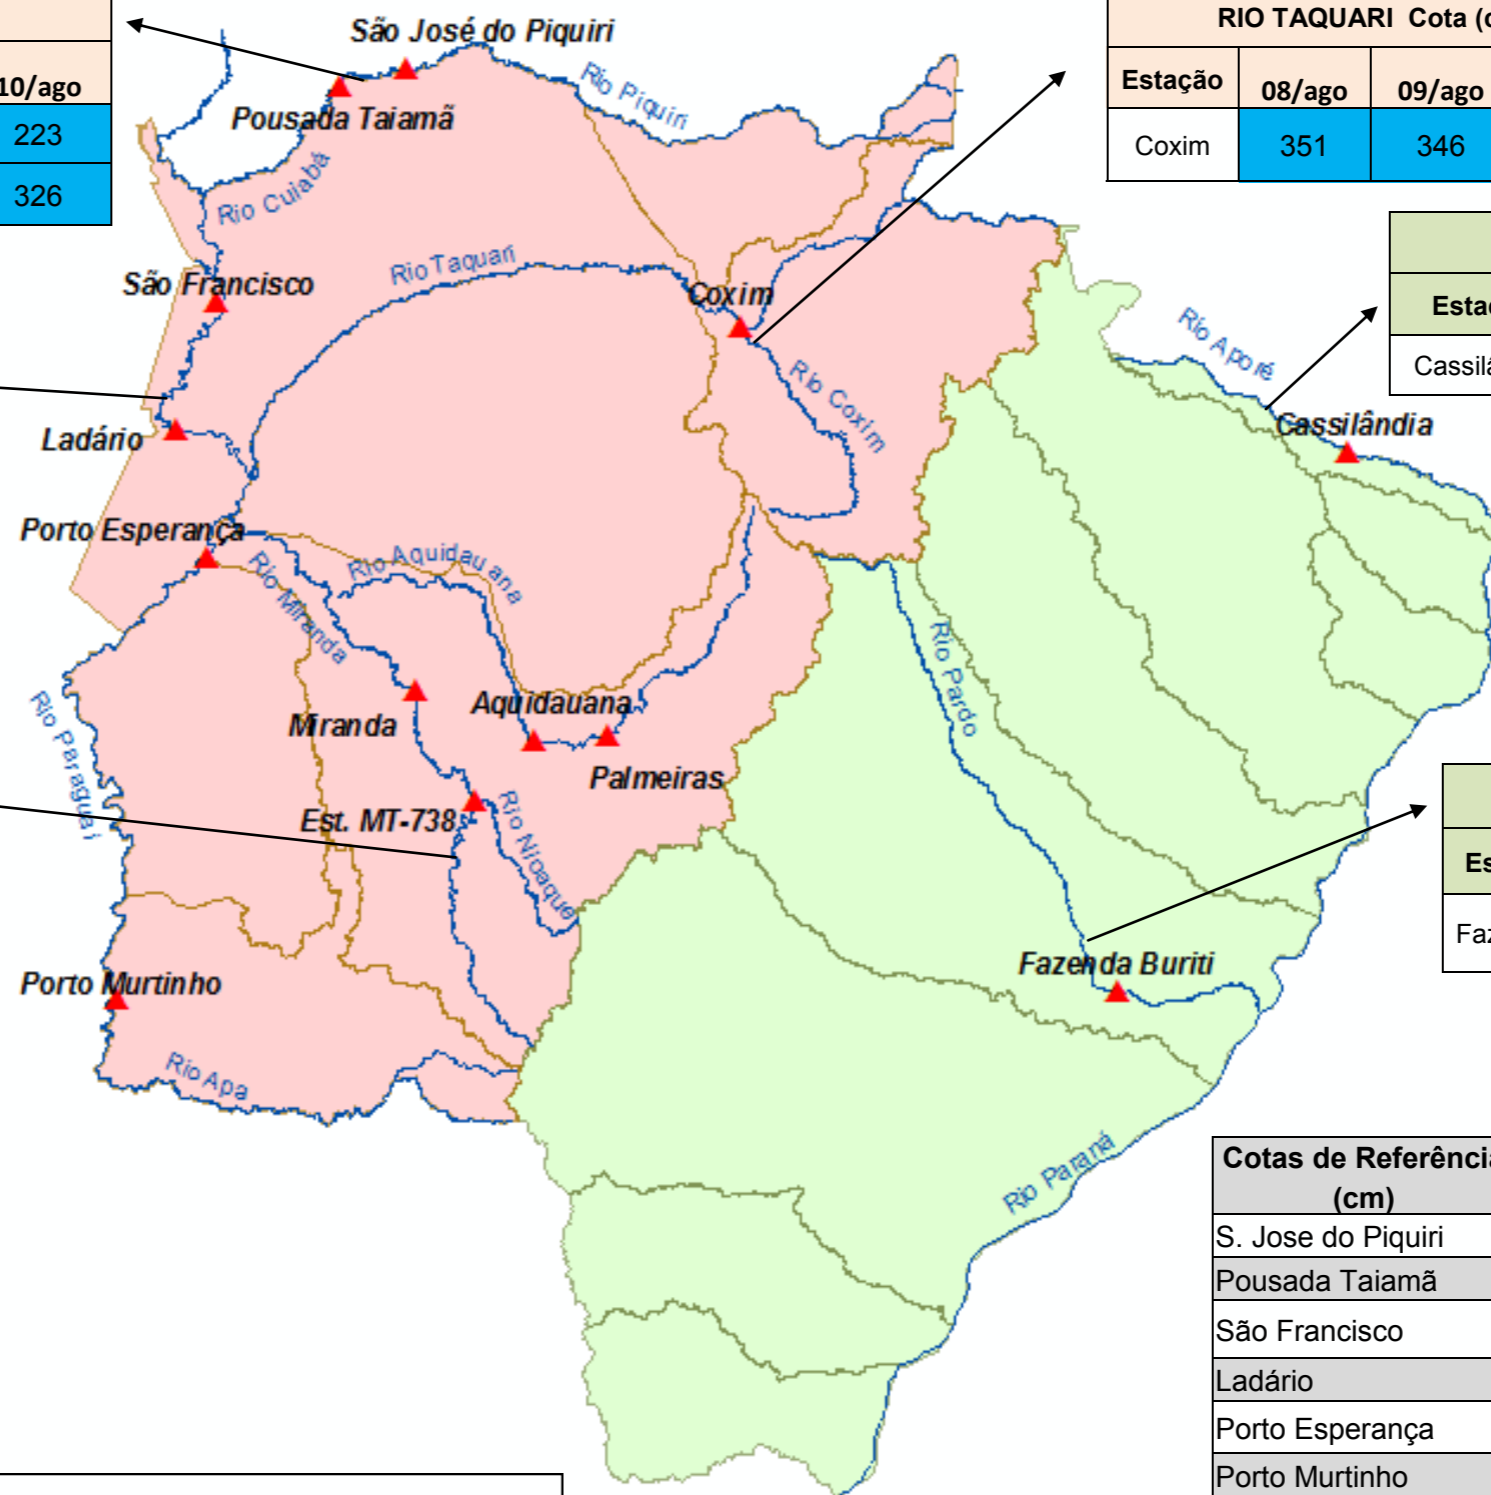 10/ago
223
326
RIO TAQUARI Cota (c
Estação 08/ago 09/ago
Coxim 351 346
São José do Piquiri
Rio Piquiri
Pousada Taiamã
Rio Cuiabá
Rio Taquari
São Francisco
Coxim
Rio Coxim
Ladário
Porto Esperança
Rio Aquidauana
Rio Miranda
Rio Paraguai
Miranda
Aquidauana
Palmeiras
Est. MT-738
Rio Nioaque
Porto Murtinho
Rio Apa
Rio Aporé
Cassilândia
Rio Pardo
Fazenda Buriti
Rio Paraná
Esta
Cassilâ
Es
Faz
Cotas de Referência
(cm)
S. Jose do Piquiri
Pousada Taiamã
São Francisco
Ladário
Porto Esperança
Porto Murtinho